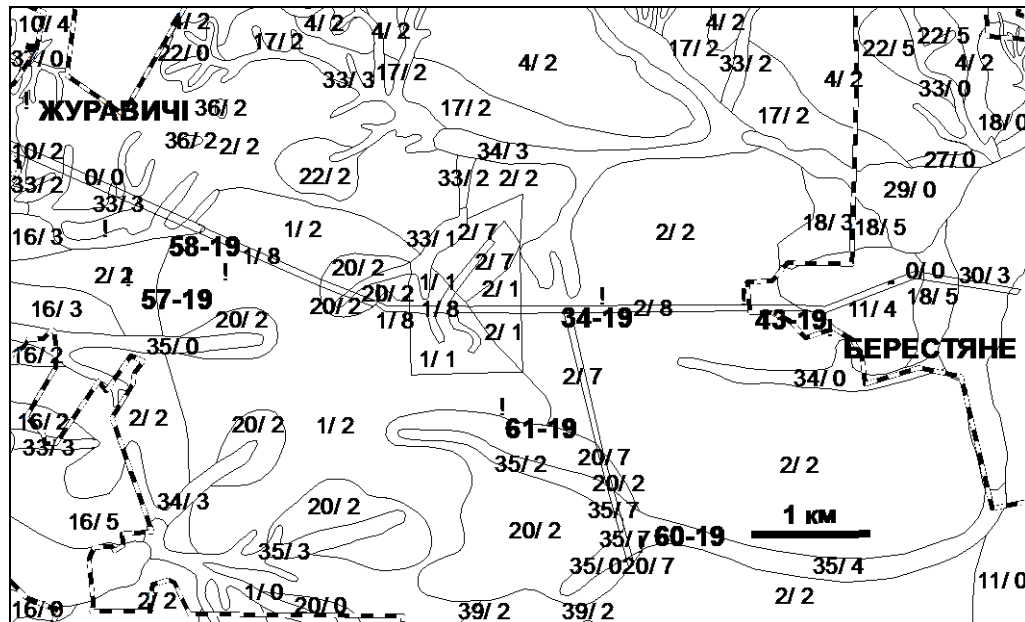 10/ 4 4/ 2 4/ 2 4/ 2 4/ 2 22/ 5
37/ 0 22/ 0 17/ 2 4/ 2 17/ 2 22/ 5 4/ 2
33/ 3 17/ 2 33/ 2 4/ 2 33/ 0
ЖУРАВИЧІ 36/ 2 17/ 2 17/ 2 18/ 0
36/ 2 2/ 2
10/ 2 34/ 3 27/ 0
33/ 2 0/ 0 22/ 2 33/ 2 2/ 2 29/ 0
33/ 3
16/ 3 1/ 2 33/ 1 2/ 7 2/ 2 18/ 3 18/ 5
58-19 1/ 8
2/ 2 20/ 2 2/ 7 0/ 0 30/ 3
57-19 1/ 1 2/ 1
16/ 3 20/ 2 20/ 2 20/ 2 1/ 8 1/ 8 34-19 2/ 8 43-19 11/ 4 18/ 5
2/ 1
16/ 2 35/ 0 1/ 1 БЕРЕСТЯНЕ
2/ 7 34/ 0
16/ 2 2/ 2 20/ 2 1/ 2 61-19
33/ 3 35/ 2 20/ 7 2/ 2
20/ 2
34/ 3 20/ 2 35/ 7
16/ 5 20/ 2 35/ 7 60-19 1 км
35/ 3 35/ 0 20/ 7 35/ 4
1/ 0 11/ 0
16/ 0 2/ 2 20/ 0 39/ 2 39/ 2 2/ 2